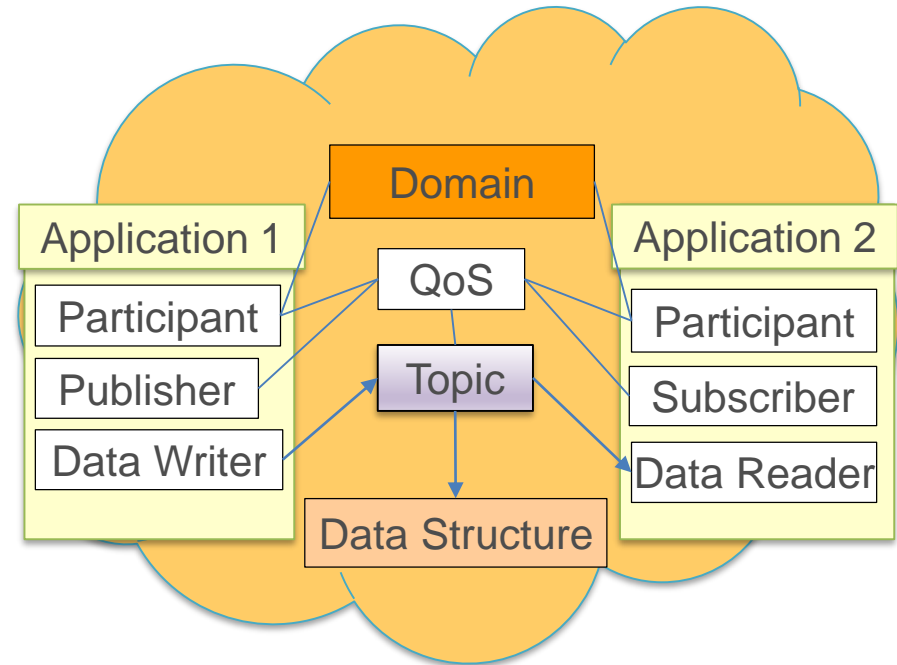 Domain
Application 1
Participant
Publisher
Data Writer
QoS
Topic
Data Structure
Application 2
Participant
Subscriber
Data Reader